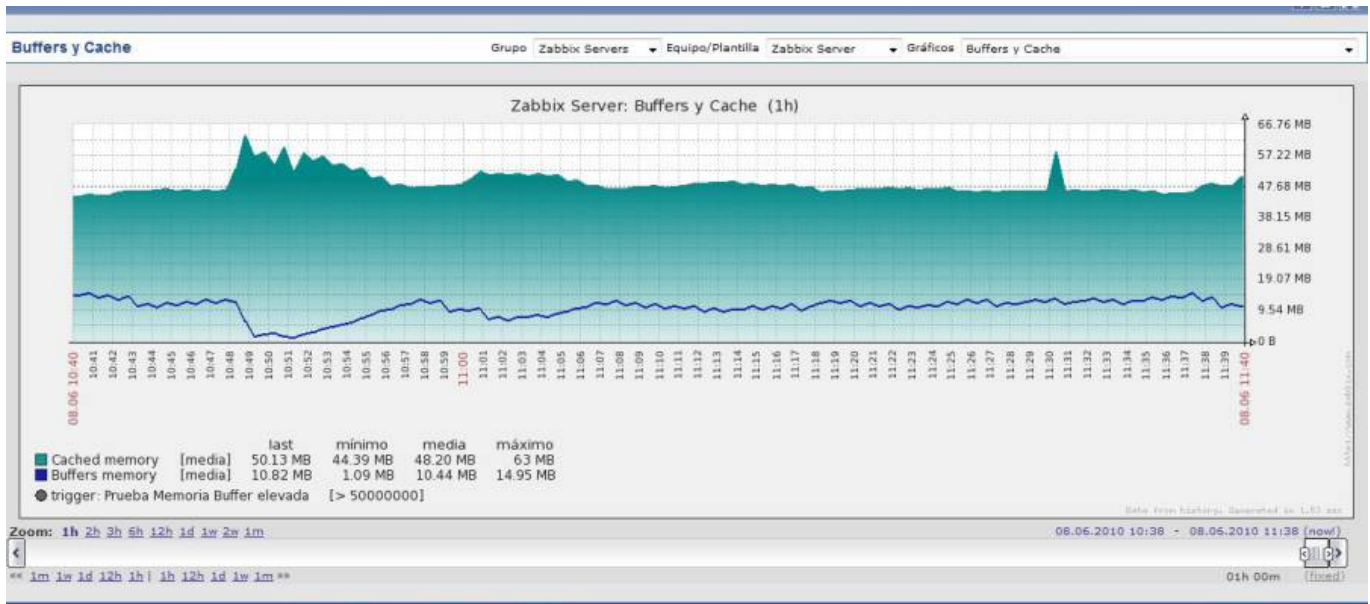 Buffers y Cache Grupo Zabbix Servers Equipo/Plantilla Zabbix Server Gráficos Buffers y Cache
Zabbix Server: Buffers y Cache (1h)
66.76 MB
57.22 MB
47.68 MB
38.15 MB
28.61 MB
19.07 MB
9.54 MB
0 B
08.06 10:40 10:41 10:42 10:43 10:44 10:45 10:46 10:47 10:48 10:49 10:50 10:51 10:52 10:53 10:54 10:55 10:56 10:57 10:58 10:59 11:00 11:01 11:02 11:03 11:04 11:05 11:06 11:07 11:08 11:09 11:10 11:11 11:12 11:13 11:14 11:15 11:16 11:17 11:18 11:19 11:20 11:21 11:22 11:23 11:24 11:25 11:26 11:27 11:28 11:29 11:30 11:31 11:32 11:33 11:34 11:35 11:36 11:37 11:38 11:39 08.06 11:40
last mínimo media máximo
Cached memory [media] 50.13 MB 44.39 MB 48.20 MB 63 MB
Buffers memory [media] 10.82 MB 1.09 MB 10.44 MB 14.95 MB
trigger: Prueba Memoria Buffer elevada [> 50000000]
Data from history. Generated in 1.83 sec
Zoom: 1h 2h 3h 6h 12h 1d 1w 2w 1m 08.06.2010 10:38 - 08.06.2010 11:38 (now!)
«« 1m 1w 1d 12h 1h | 1h 12h 1d 1w 1m »» 01h 00m (fixed)